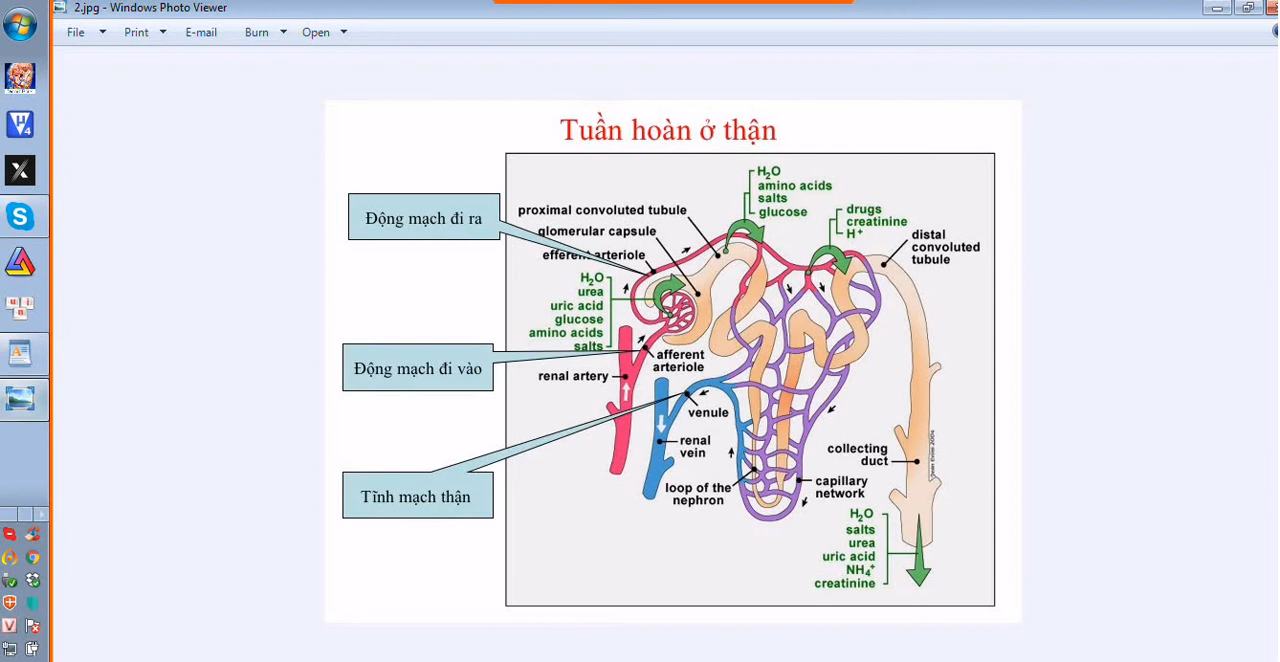 2.jpg - Windows Photo Viewer
File Print E-mail Burn Open
Tuần hoàn ở thận
Động mạch đi ra
Động mạch đi vào
Tĩnh mạch thận
H₂O
amino acids
salts
glucose
drugs
creatinine
H⁺
proximal convoluted tubule
glomerular capsule
efferent arteriole
distal
convoluted
tubule
H₂O
urea
uric acid
glucose
amino acids
salts
afferent
arteriole
renal artery
venule
renal
vein
loop of the
nephron
capillary
network
collecting
duct
H₂O
salts
urea
uric acid
NH₄⁺
creatinine